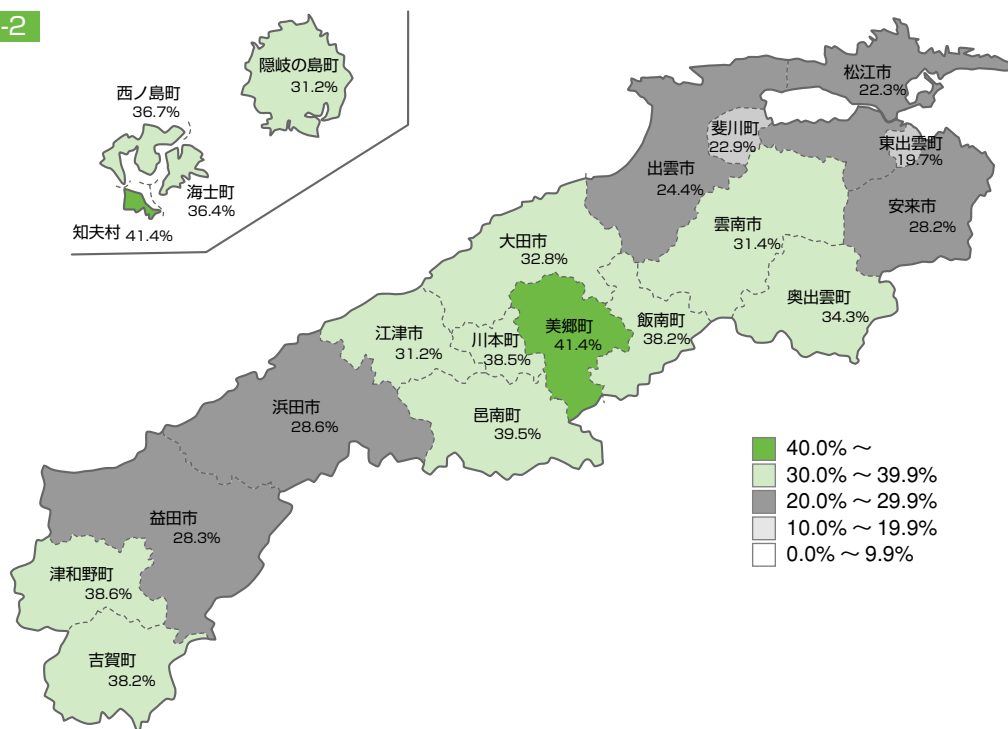 -2
隠岐の島町
31.2%
西ノ島町
36.7%
海士町
36.4%
知夫村 41.4%
松江市
22.3%
斐川町
22.9%
東出雲町
19.7%
出雲市
24.4%
安来市
28.2%
雲南市
31.4%
大田市
32.8%
奥出雲町
34.3%
飯南町
38.2%
美郷町
41.4%
川本町
38.5%
江津市
31.2%
邑南町
39.5%
浜田市
28.6%
益田市
28.3%
津和野町
38.6%
吉賀町
38.2%
40.0% ～
30.0% ～ 39.9%
20.0% ～ 29.9%
10.0% ～ 19.9%
0.0% ～ 9.9%